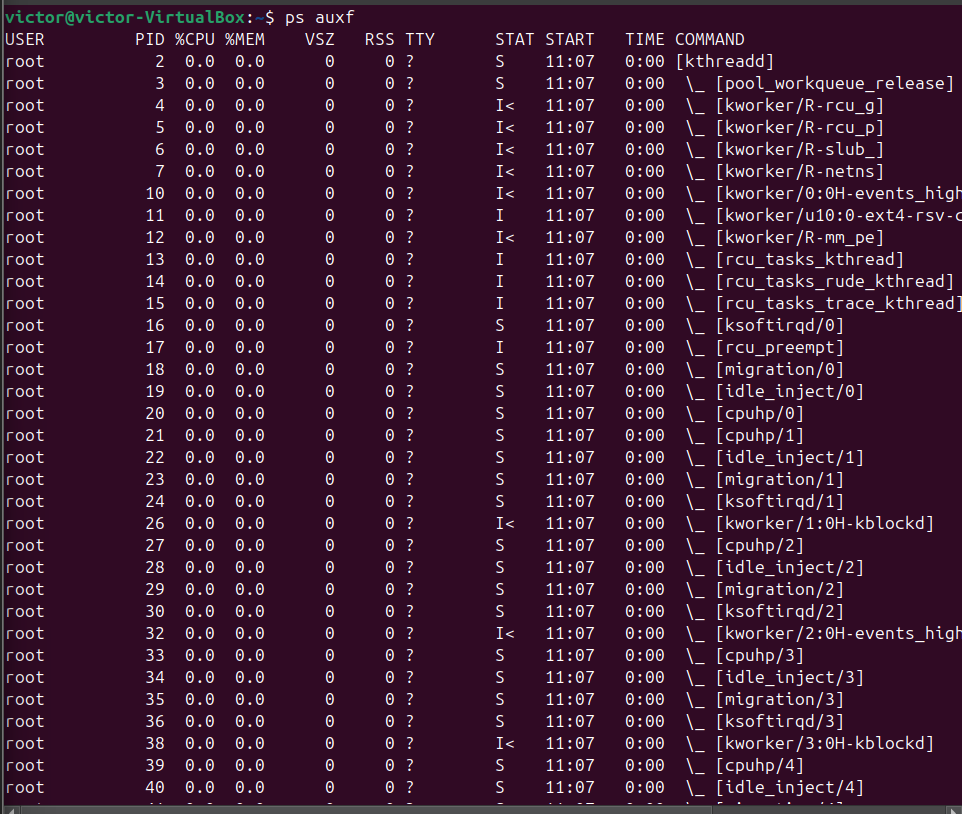 victor@victor-VirtualBox:~$ ps auxf
USER         PID %CPU %MEM    VSZ   RSS TTY      STAT START   TIME COMMAND
root           2  0.0  0.0      0     0 ?        S    11:07   0:00 [kthreadd]
root           3  0.0  0.0      0     0 ?        S    11:07   0:00  \_ [pool_workqueue_release]
root           4  0.0  0.0      0     0 ?        I<   11:07   0:00  \_ [kworker/R-rcu_g]
root           5  0.0  0.0      0     0 ?        I<   11:07   0:00  \_ [kworker/R-rcu_p]
root           6  0.0  0.0      0     0 ?        I<   11:07   0:00  \_ [kworker/R-slub_]
root           7  0.0  0.0      0     0 ?        I<   11:07   0:00  \_ [kworker/R-netns]
root          10  0.0  0.0      0     0 ?        I<   11:07   0:00  \_ [kworker/0:0H-events_high
root          11  0.0  0.0      0     0 ?        I    11:07   0:00  \_ [kworker/u10:0-ext4-rsv-c
root          12  0.0  0.0      0     0 ?        I<   11:07   0:00  \_ [kworker/R-mm_pe]
root          13  0.0  0.0      0     0 ?        I    11:07   0:00  \_ [rcu_tasks_kthread]
root          14  0.0  0.0      0     0 ?        I    11:07   0:00  \_ [rcu_tasks_rude_kthread]
root          15  0.0  0.0      0     0 ?        I    11:07   0:00  \_ [rcu_tasks_trace_kthread]
root          16  0.0  0.0      0     0 ?        S    11:07   0:00  \_ [ksoftirqd/0]
root          17  0.0  0.0      0     0 ?        I    11:07   0:00  \_ [rcu_preempt]
root          18  0.0  0.0      0     0 ?        S    11:07   0:00  \_ [migration/0]
root          19  0.0  0.0      0     0 ?        S    11:07   0:00  \_ [idle_inject/0]
root          20  0.0  0.0      0     0 ?        S    11:07   0:00  \_ [cpuhp/0]
root          21  0.0  0.0      0     0 ?        S    11:07   0:00  \_ [cpuhp/1]
root          22  0.0  0.0      0     0 ?        S    11:07   0:00  \_ [idle_inject/1]
root          23  0.0  0.0      0     0 ?        S    11:07   0:00  \_ [migration/1]
root          24  0.0  0.0      0     0 ?        S    11:07   0:00  \_ [ksoftirqd/1]
root          26  0.0  0.0      0     0 ?        I<   11:07   0:00  \_ [kworker/1:0H-kblockd]
root          27  0.0  0.0      0     0 ?        S    11:07   0:00  \_ [cpuhp/2]
root          28  0.0  0.0      0     0 ?        S    11:07   0:00  \_ [idle_inject/2]
root          29  0.0  0.0      0     0 ?        S    11:07   0:00  \_ [migration/2]
root          30  0.0  0.0      0     0 ?        S    11:07   0:00  \_ [ksoftirqd/2]
root          32  0.0  0.0      0     0 ?        I<   11:07   0:00  \_ [kworker/2:0H-events_high
root          33  0.0  0.0      0     0 ?        S    11:07   0:00  \_ [cpuhp/3]
root          34  0.0  0.0      0     0 ?        S    11:07   0:00  \_ [idle_inject/3]
root          35  0.0  0.0      0     0 ?        S    11:07   0:00  \_ [migration/3]
root          36  0.0  0.0      0     0 ?        S    11:07   0:00  \_ [ksoftirqd/3]
root          38  0.0  0.0      0     0 ?        I<   11:07   0:00  \_ [kworker/3:0H-kblockd]
root          39  0.0  0.0      0     0 ?        S    11:07   0:00  \_ [cpuhp/4]
root          40  0.0  0.0      0     0 ?        S    11:07   0:00  \_ [idle_inject/4]